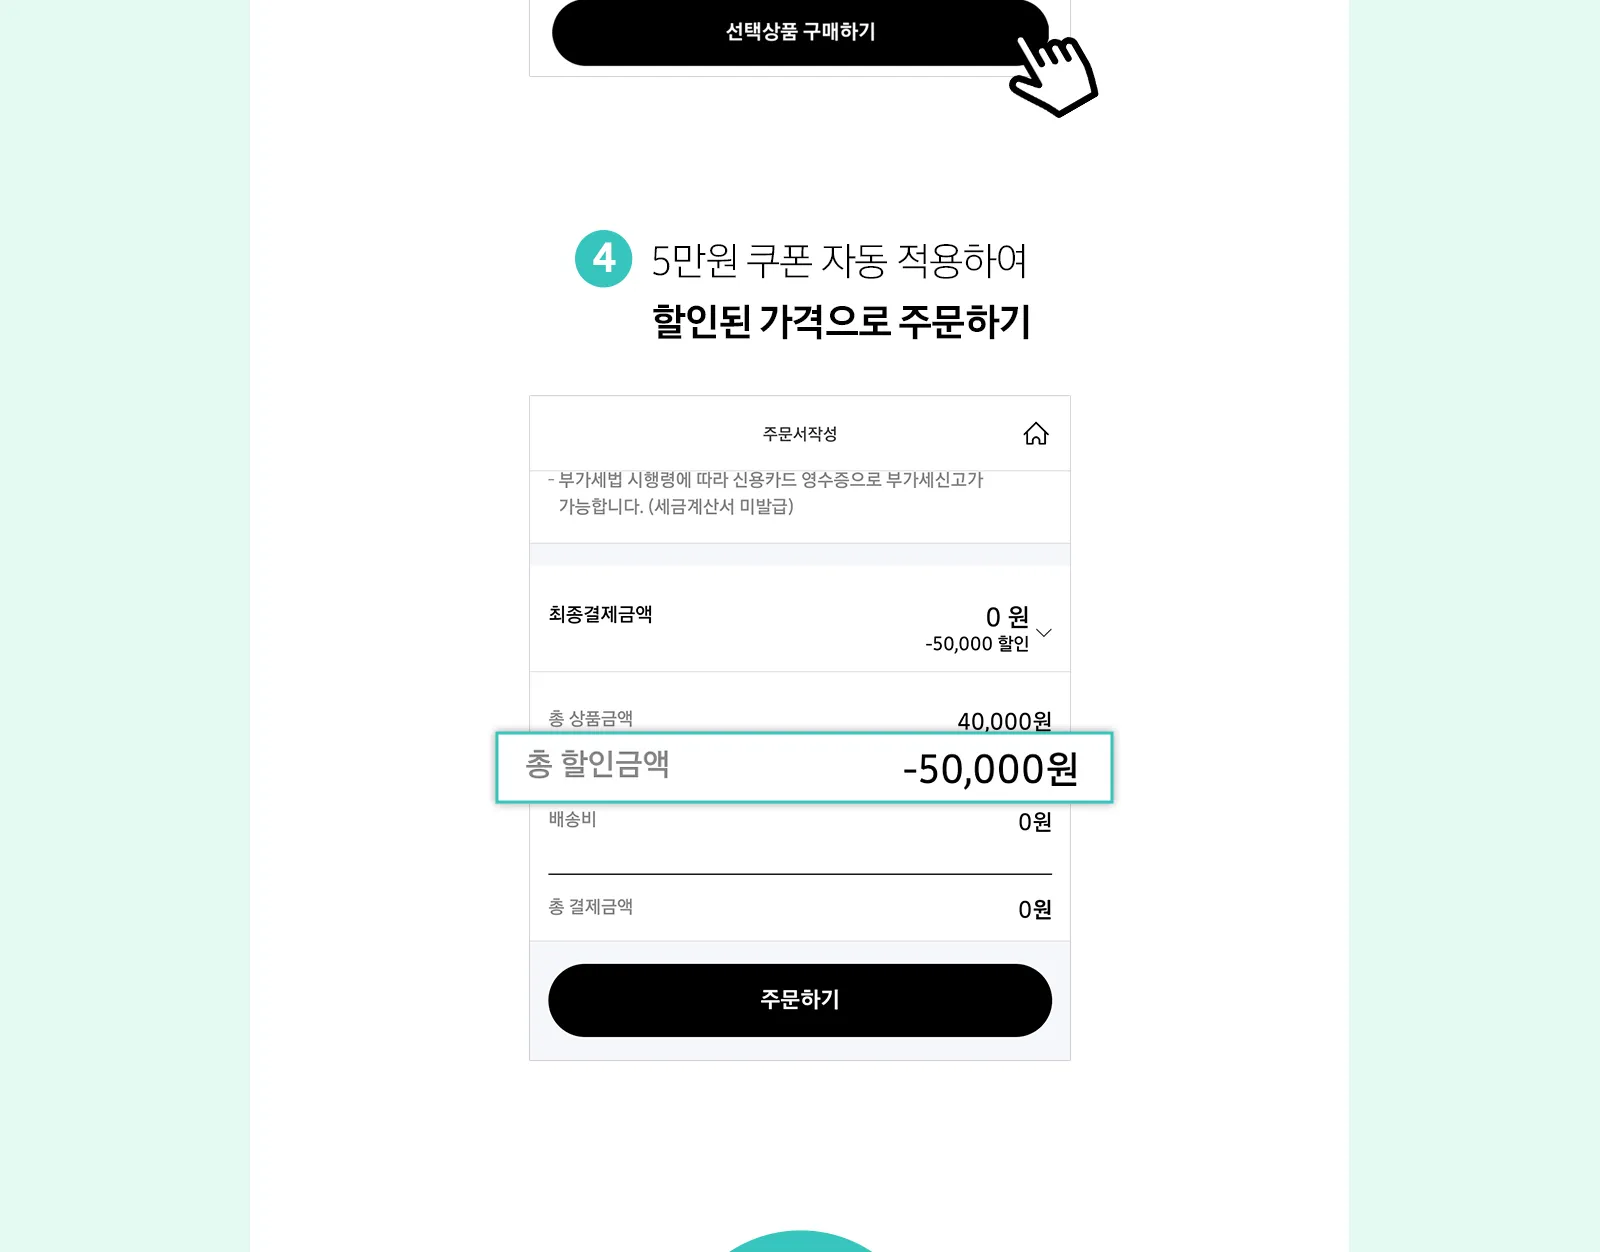 선택상품 구매하기
4 5만원 쿠폰 자동 적용하여
할인된 가격으로 주문하기
주문서작성
- 부가세법 시행령에 따라 신용카드 영수증으로 부가세신고가
가능합니다. (세금계산서 미발급)
최종결제금액 0 원
-50,000 할인
총 상품금액 40,000원
총 할인금액 -50,000원
배송비 0원
총 결제금액 0원
주문하기